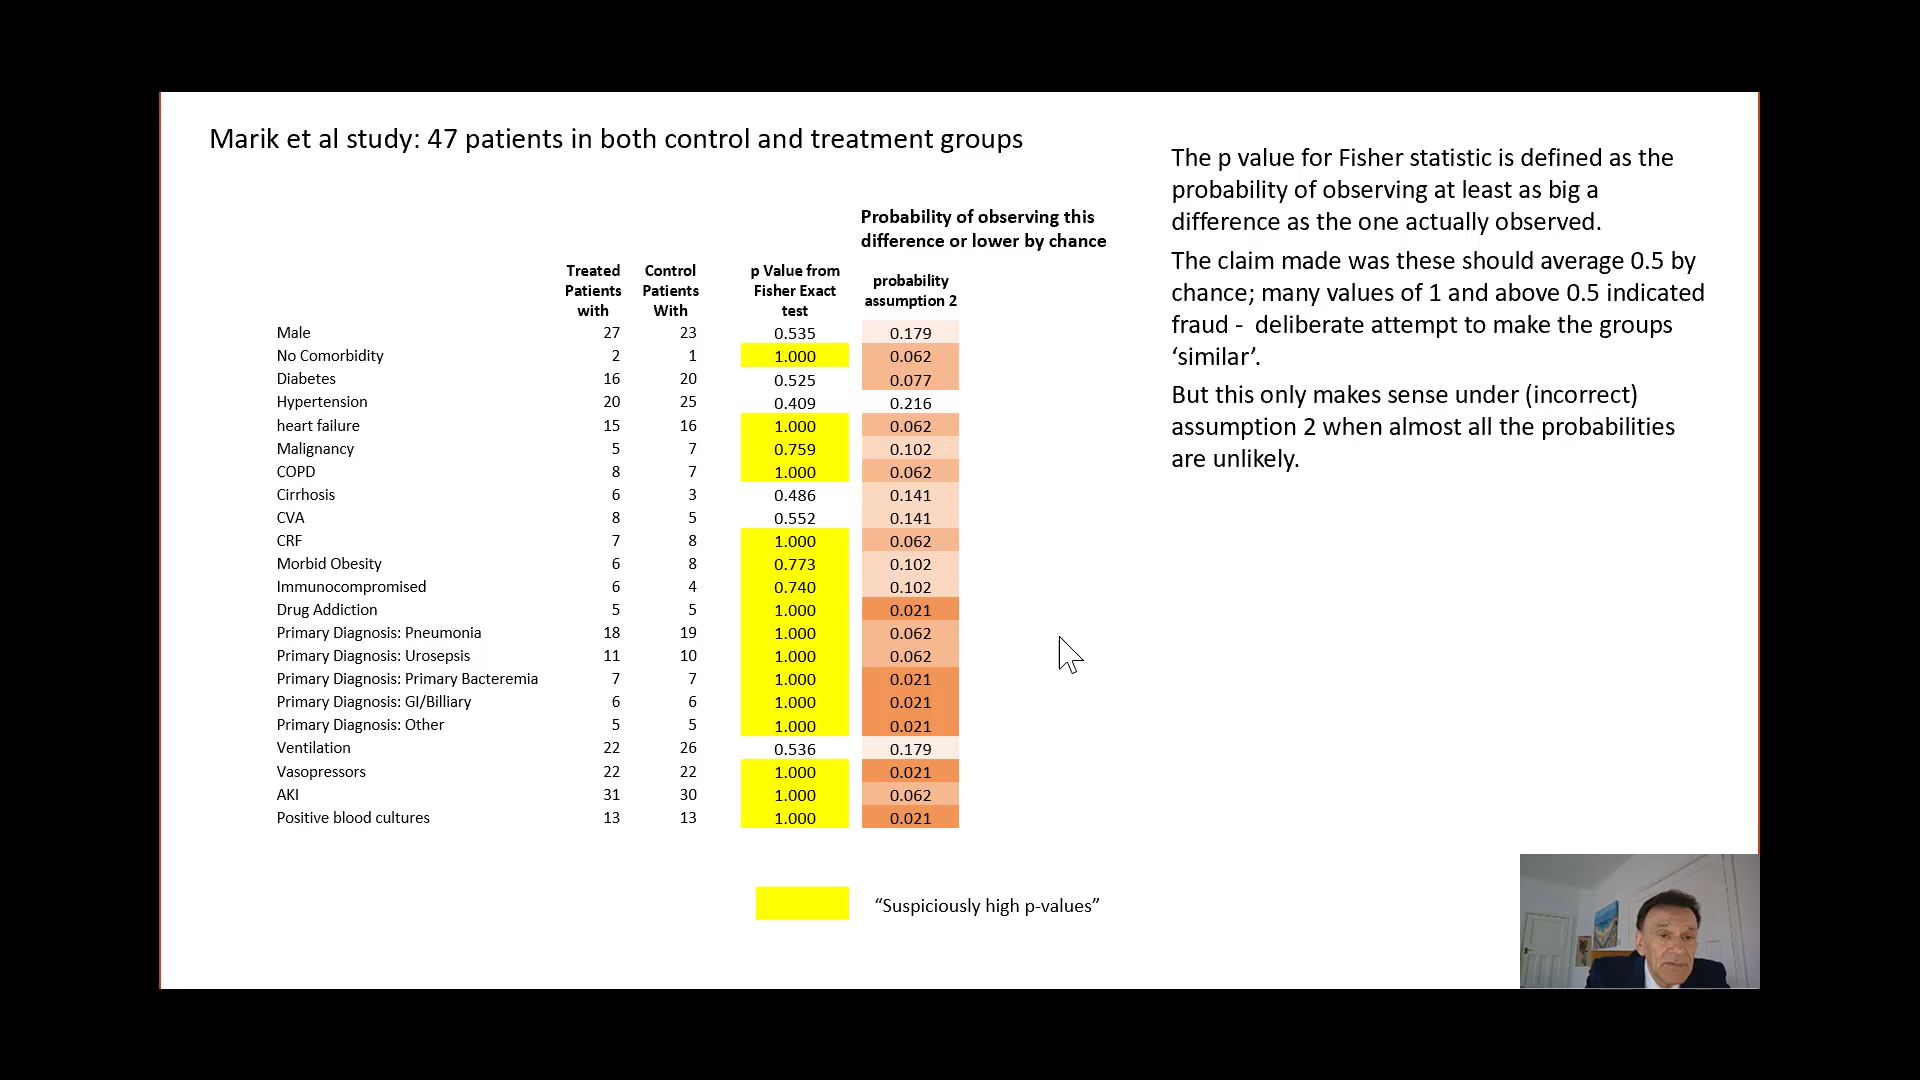 Marik et al study: 47 patients in both control and treatment groups
Probability of observing this
difference or lower by chance
Treated Patients with	Control Patients With	p Value from Fisher Exact test	probability assumption 2
Male 27 23 0.535 0.179
No Comorbidity 2 1 1.000 0.062
Diabetes 16 20 0.525 0.077
Hypertension 20 25 0.409 0.216
heart failure 15 16 1.000 0.062
Malignancy 5 7 0.759 0.102
COPD 8 7 1.000 0.062
Cirrhosis 6 3 0.486 0.141
CVA 8 5 0.552 0.141
CRF 7 8 1.000 0.062
Morbid Obesity 6 8 0.773 0.102
Immunocompromised 6 4 0.740 0.102
Drug Addiction 5 5 1.000 0.021
Primary Diagnosis: Pneumonia 18 19 1.000 0.062
Primary Diagnosis: Urosepsis 11 10 1.000 0.062
Primary Diagnosis: Primary Bacteremia 7 7 1.000 0.021
Primary Diagnosis: GI/Billiary 6 6 1.000 0.021
Primary Diagnosis: Other 5 5 1.000 0.021
Ventilation 22 26 0.536 0.179
Vasopressors 22 22 1.000 0.021
AKI 31 30 1.000 0.062
Positive blood cultures 13 13 1.000 0.021
“Suspiciously high p-values”
The p value for Fisher statistic is defined as the
probability of observing at least as big a
difference as the one actually observed.
The claim made was these should average 0.5 by
chance; many values of 1 and above 0.5 indicated
fraud -  deliberate attempt to make the groups
‘similar’.
But this only makes sense under (incorrect)
assumption 2 when almost all the probabilities
are unlikely.